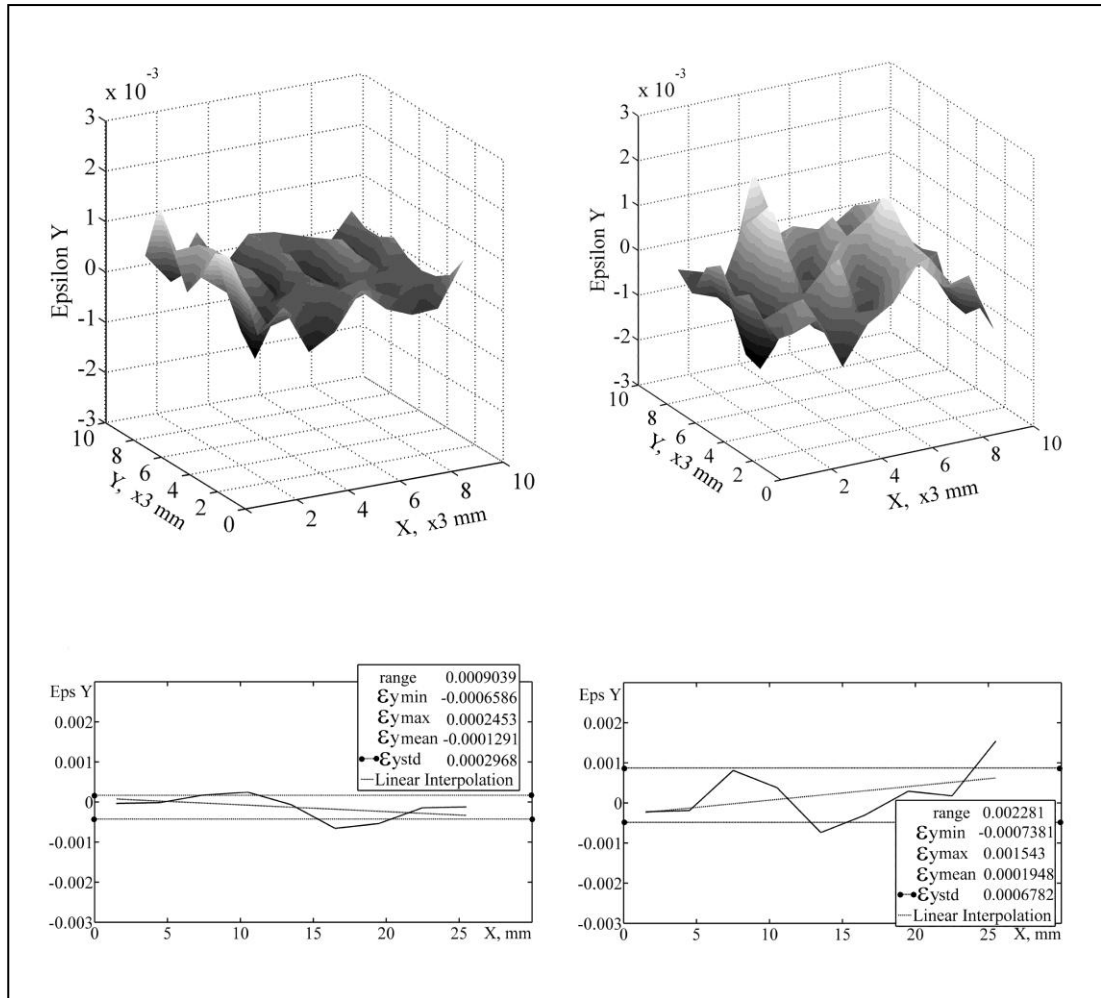 x 10⁻³
3
2
1
0
-1
-2
-3
Epsilon Y
10
8
6
4
2
0
Y, x3 mm
2
4
6
8
10
X, x3 mm
x 10⁻³
3
2
1
0
-1
-2
-3
Epsilon Y
10
8
6
4
2
0
Y, x3 mm
2
4
6
8
10
X, x3 mm
Eps Y
0.002
0.001
0
-0.001
-0.002
-0.003
0 5 10 15 20 25 X, mm
range 0.0009039
εymin -0.0006586
εymax 0.0002453
εymean -0.0001291
εystd 0.0002968
Linear Interpolation
Eps Y
0.002
0.001
0
-0.001
-0.002
-0.003
0 5 10 15 20 25 X, mm
range 0.002281
εymin -0.0007381
εymax 0.001543
εymean 0.0001948
εystd 0.0006782
Linear Interpolation